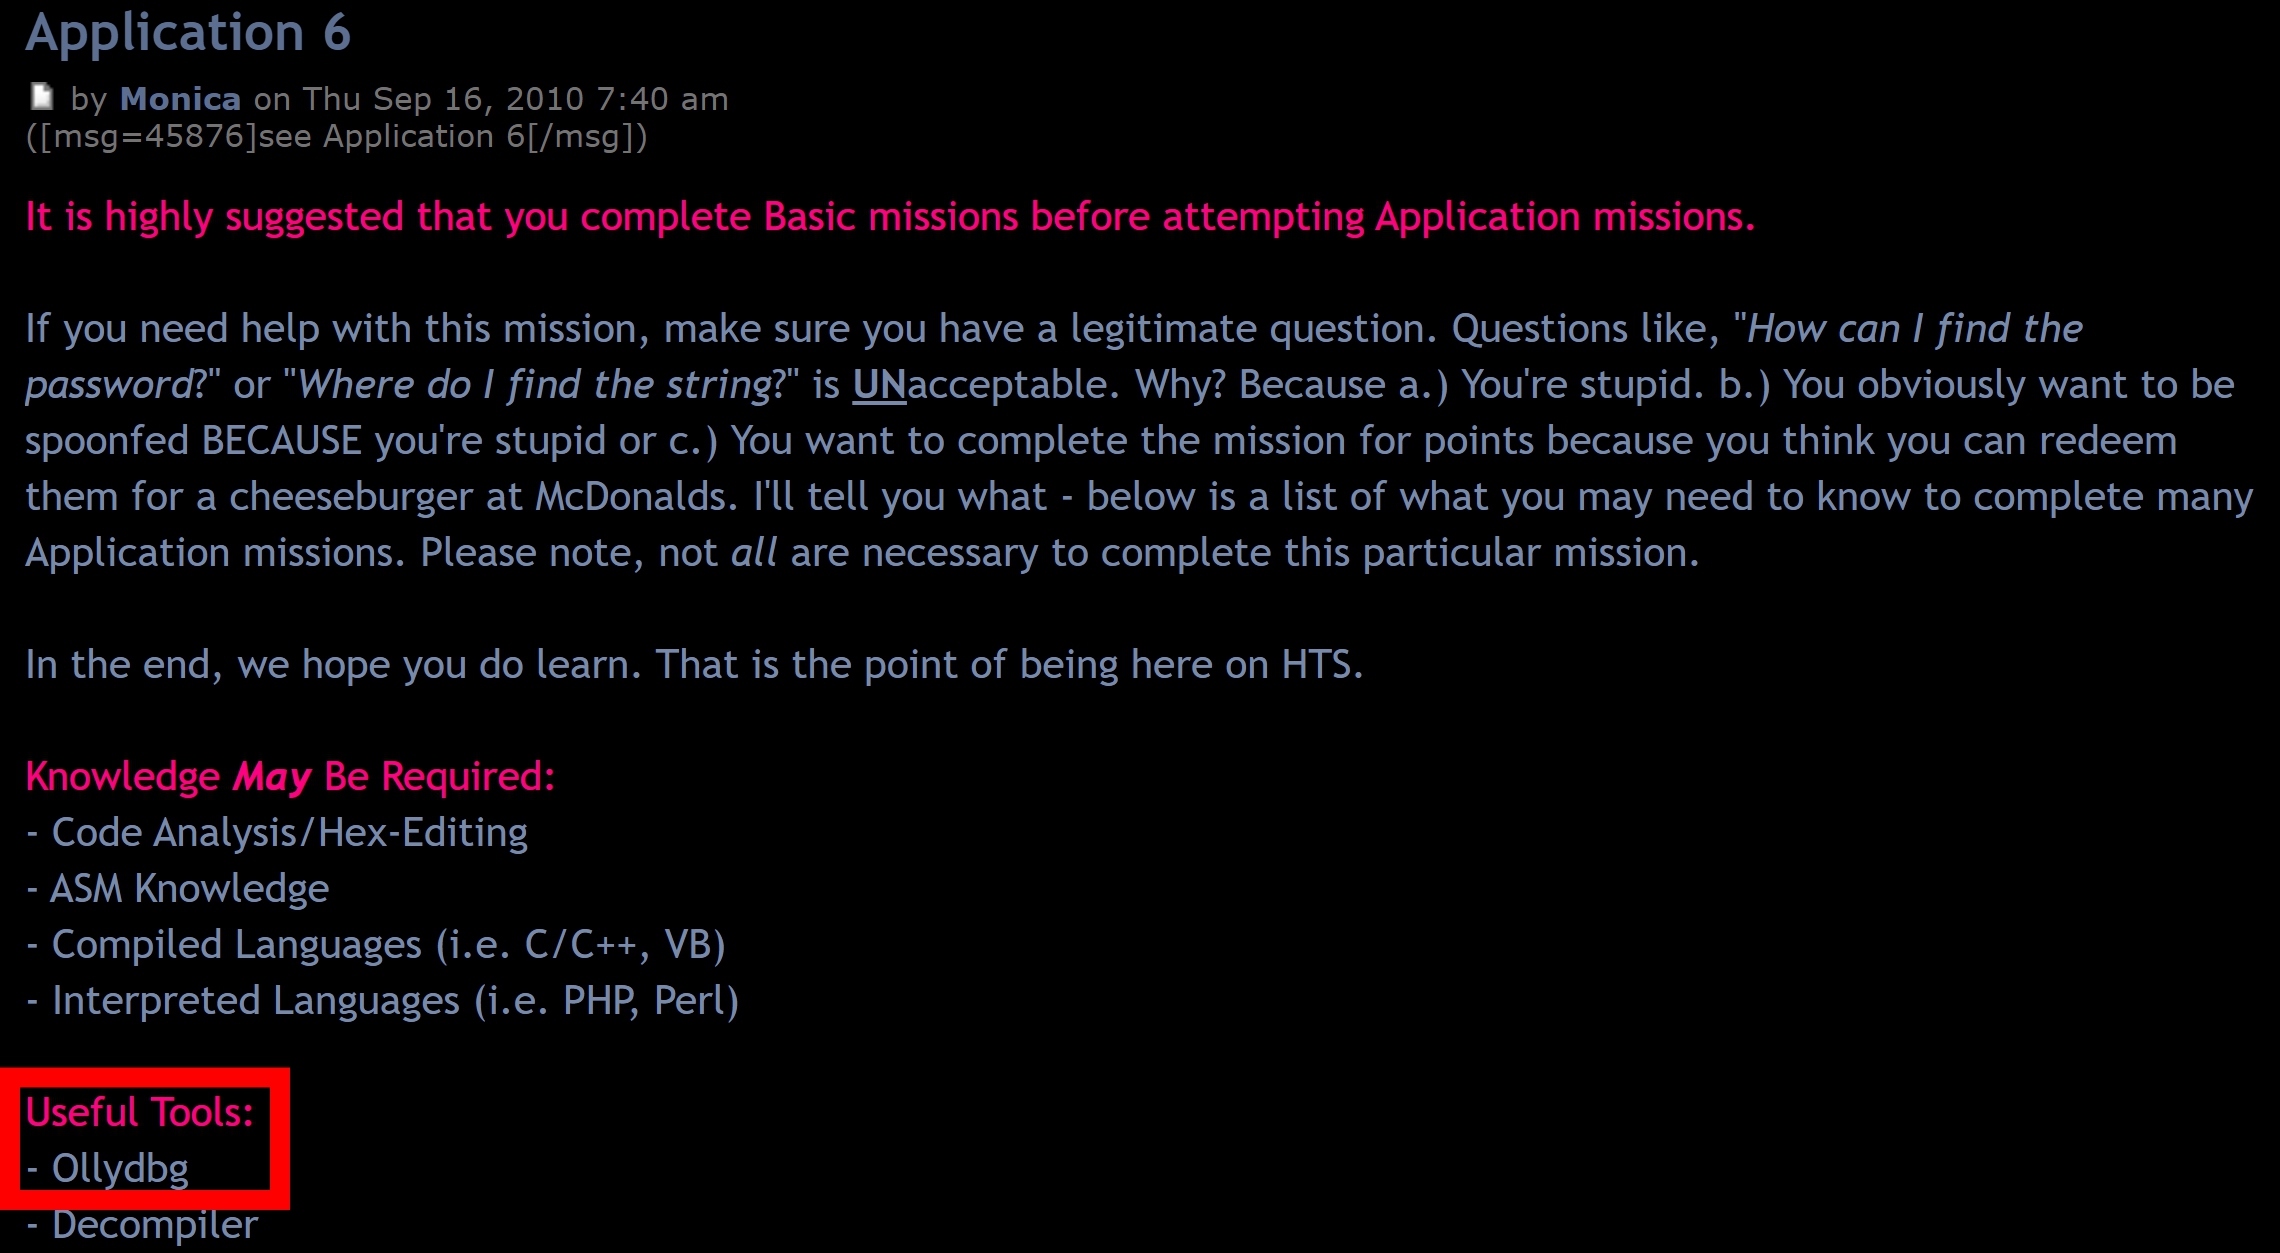 Application 6
by Monica on Thu Sep 16, 2010 7:40 am
([msg=45876]see Application 6[/msg])
It is highly suggested that you complete Basic missions before attempting Application missions.
If you need help with this mission, make sure you have a legitimate question. Questions like, "How can I find the
password?" or "Where do I find the string?" is UNacceptable. Why? Because a.) You're stupid. b.) You obviously want to be
spoonfed BECAUSE you're stupid or c.) You want to complete the mission for points because you think you can redeem
them for a cheeseburger at McDonalds. I'll tell you what - below is a list of what you may need to know to complete many
Application missions. Please note, not all are necessary to complete this particular mission.
In the end, we hope you do learn. That is the point of being here on HTS.
Knowledge May Be Required:
- Code Analysis/Hex-Editing
- ASM Knowledge
- Compiled Languages (i.e. C/C++, VB)
- Interpreted Languages (i.e. PHP, Perl)
Useful Tools:
- Ollydbg
- Decompiler